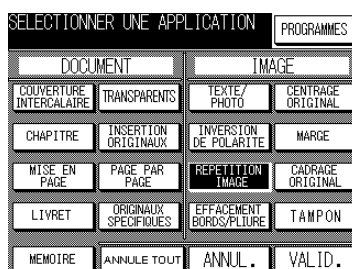 SELECTIONNER UNE APPLICATION
PROGRAMMES
DOCUMENT
IMAGE
COUVERTURE
INTERCALAIRE
TRANSPARENTS
TEXTE/
PHOTO
CENTRAGE
ORIGINAL
CHAPITRE
INSERTION
ORIGINAUX
INVERSION
DE POLARITE
MARGE
MISE EN
PAGE
PAGE PAR
PAGE
REPETITION
IMAGE
CADRAGE
ORIGINAL
LIVRET
ORIGINAUX
SPECIFIQUES
EFFACEMENT
BORDS/PLIURE
TAMPON
MEMOIRE
ANNULE TOUT
ANNUL.
VALID.